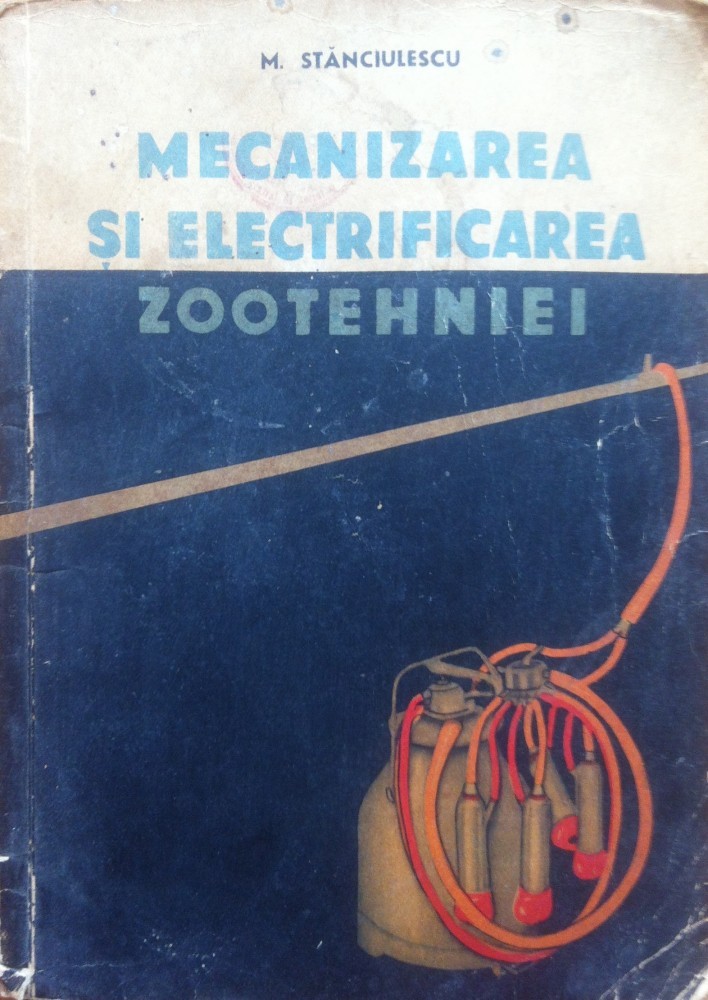 M. STĂNCIULESCU
MECANIZAREA
ȘI ELECTRIFICAREA
ZOOTEHNIEI